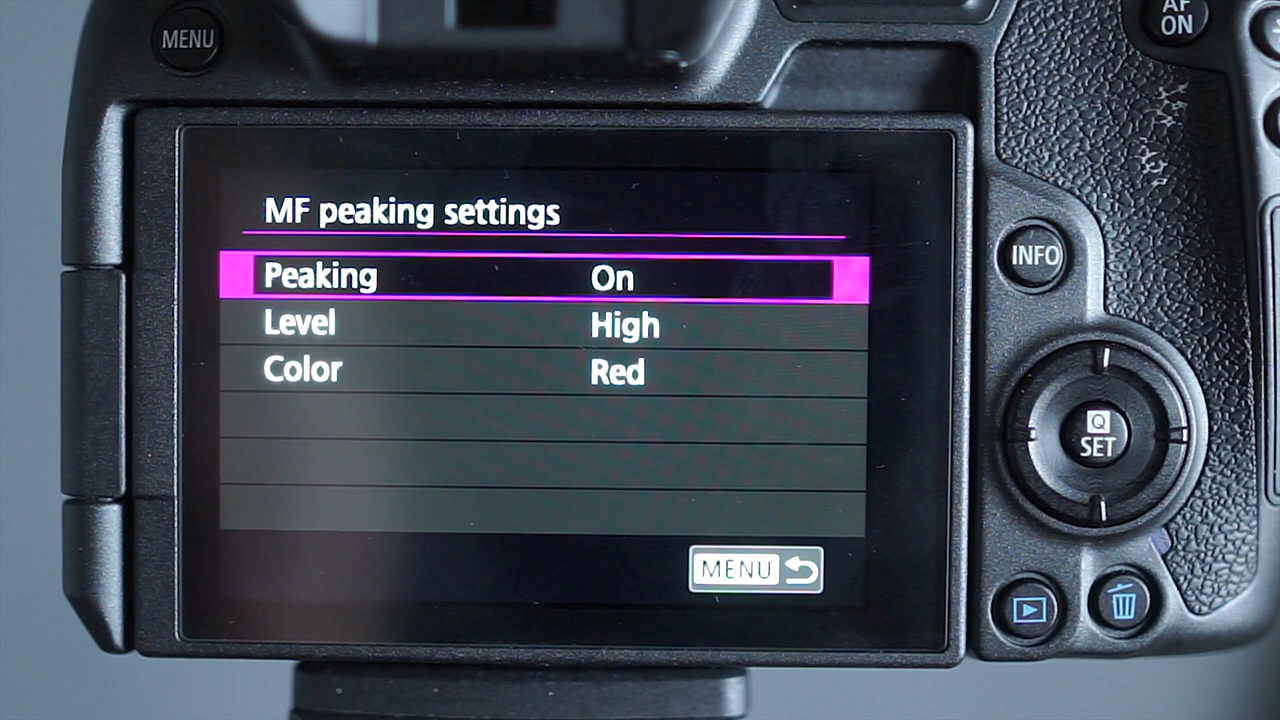 MENU
AF
ON
MF peaking settings
Peaking On
Level High
Color Red
INFO
Q
SET
MENU